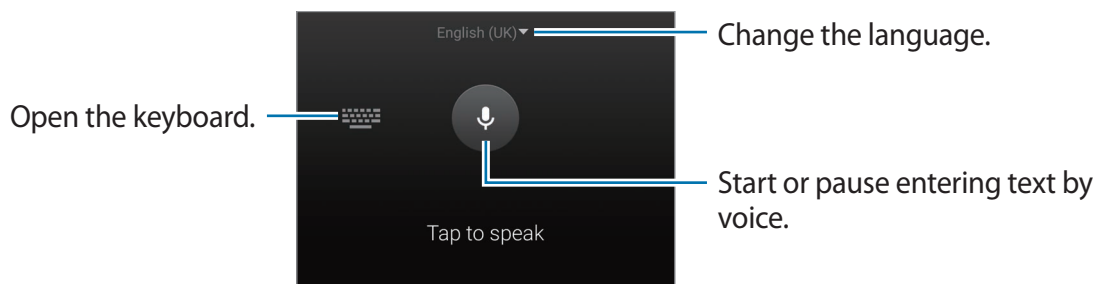 English (UK)
Change the language.
Open the keyboard.
Start or pause entering text by
voice.
Tap to speak